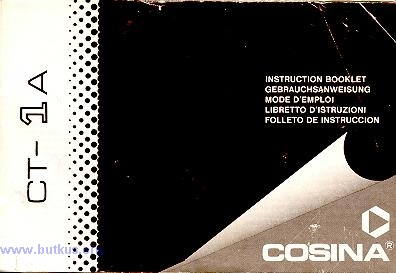 CT-1A
INSTRUCTION BOOKLET
GEBRAUCHSANWEISUNG
MODE D'EMPLOI
LIBRETTO D'ISTRUZIONI
FOLLETO DE INSTRUCCION
COSINA®